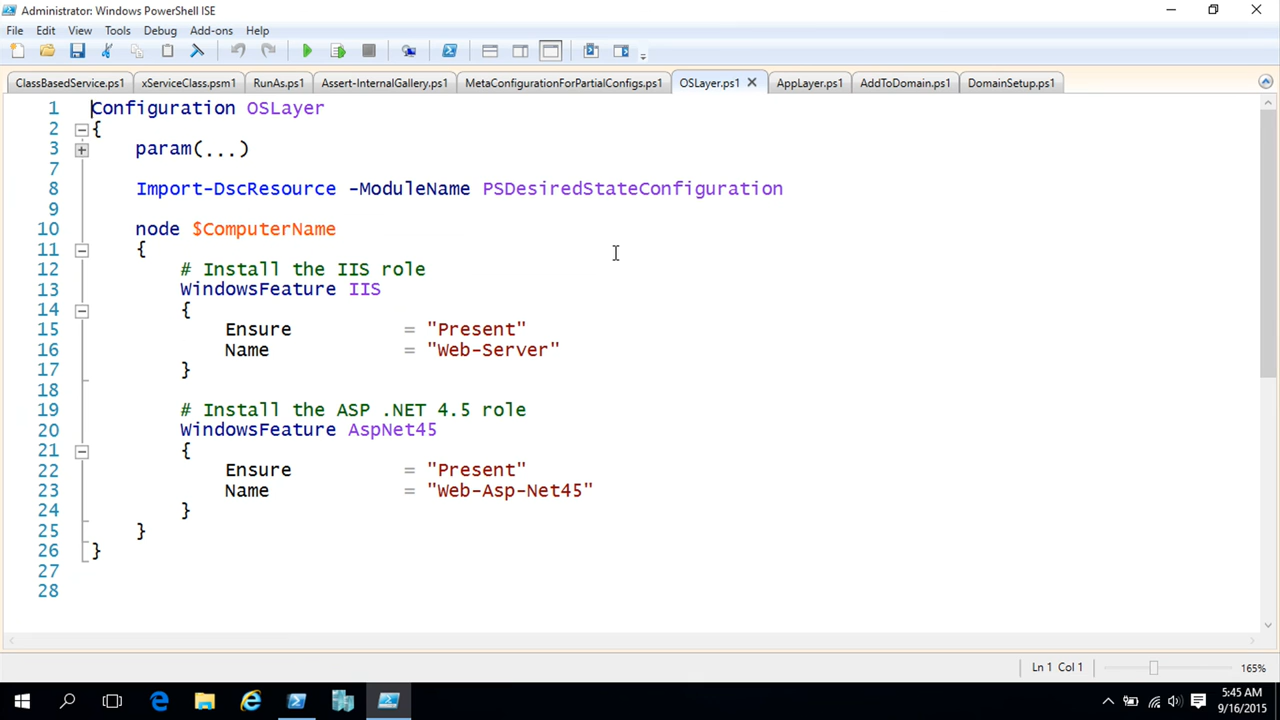 Administrator: Windows PowerShell ISE
File Edit View Tools Debug Add-ons Help
ClassBasedService.ps1 xServiceClass.psm1 RunAs.ps1 Assert-InternalGallery.ps1 MetaConfigurationForPartialConfigs.ps1 OSLayer.ps1 AppLayer.ps1 AddToDomain.ps1 DomainSetup.ps1
1 Configuration OSLayer
2 {
3 param(...)
7
8 Import-DscResource -ModuleName PSDesiredStateConfiguration
9
10 node $ComputerName
11 {
12 # Install the IIS role
13 WindowsFeature IIS
14 {
15 Ensure = "Present"
16 Name = "Web-Server"
17 }
18
19 # Install the ASP .NET 4.5 role
20 WindowsFeature AspNet45
21 {
22 Ensure = "Present"
23 Name = "Web-Asp-Net45"
24 }
25 }
26 }
27
28
Ln 1 Col 1 165%
5:45 AM
9/16/2015